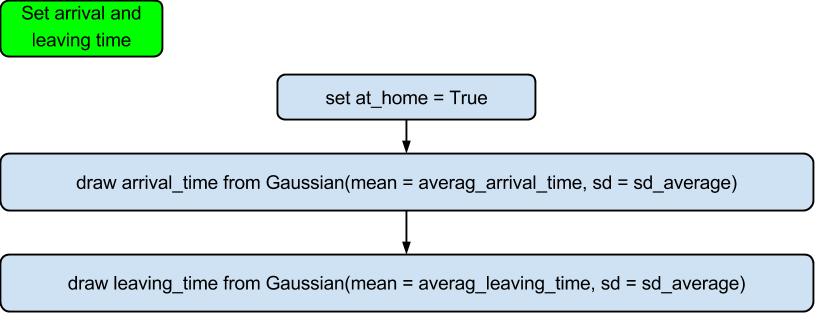 Set arrival and
leaving time
set at_home = True
draw arrival_time from Gaussian(mean = averag_arrival_time, sd = sd_average)
draw leaving_time from Gaussian(mean = averag_leaving_time, sd = sd_average)